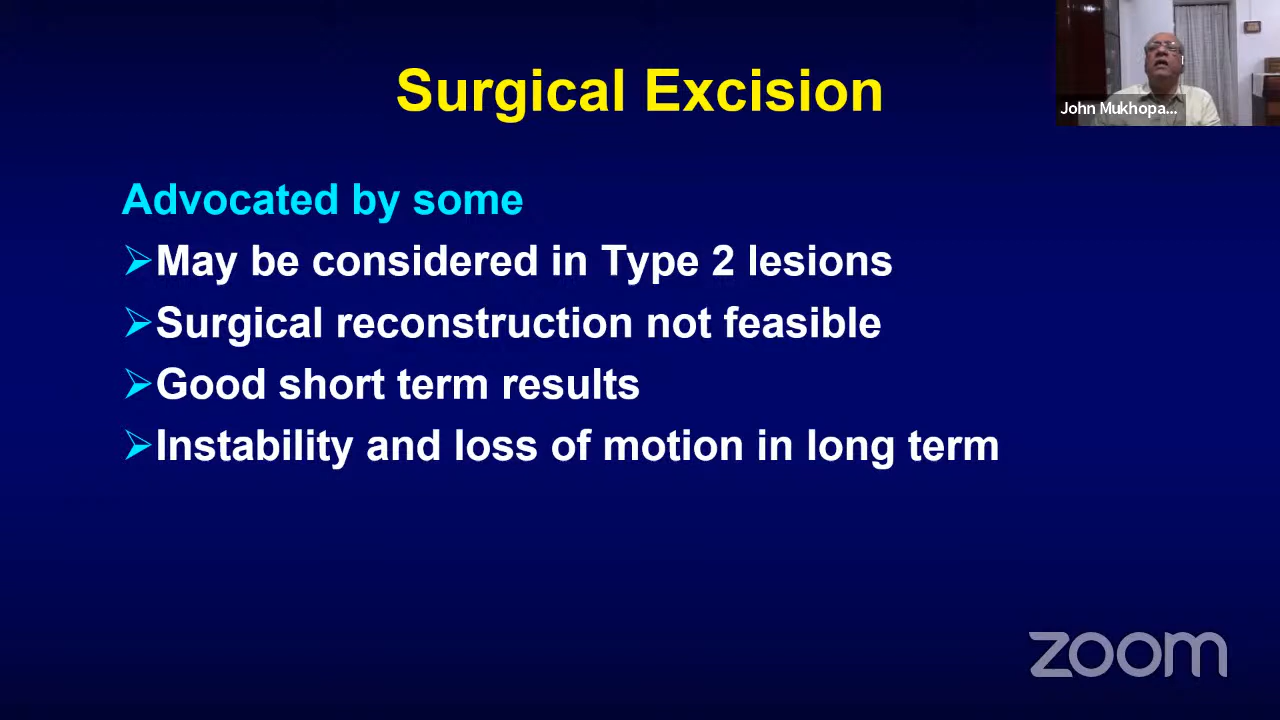 Surgical Excision
John Mukhopa...
Advocated by some
➢May be considered in Type 2 lesions
➢Surgical reconstruction not feasible
➢Good short term results
➢Instability and loss of motion in long term
zoom